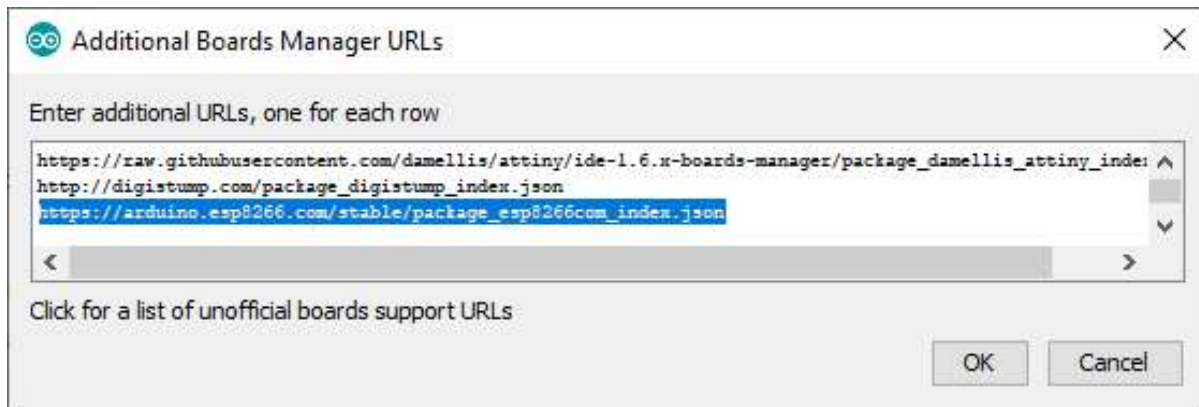 Additional Boards Manager URLs
Enter additional URLs, one for each row
https://raw.githubusercontent.com/damellis/attiny/ide-1.6.x-boards-manager/package_damellis_attiny_inde
http://digistump.com/package_digistump_index.json
https://arduino.esp8266.com/stable/package_esp8266com_index.json
Click for a list of unofficial boards support URLs
OK
Cancel